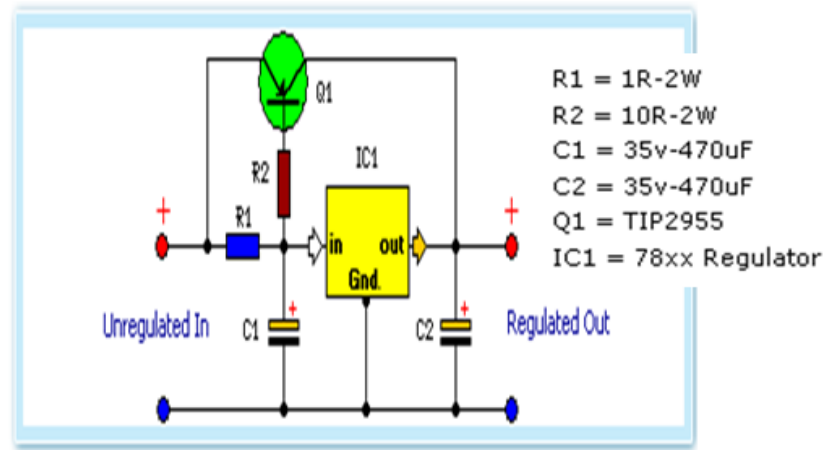 Q1
IC1
R2
R1
+
+
in
out
Gnd.
+
+
C1
C2
Unregulated In
Regulated Out
R1 = 1R-2W
R2 = 10R-2W
C1 = 35v-470uF
C2 = 35v-470uF
Q1 = TIP2955
IC1 = 78xx Regulator